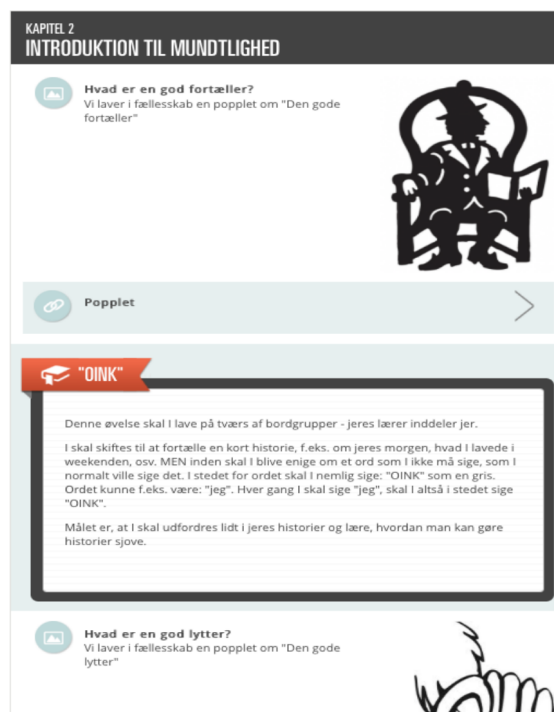 KAPITEL 2
INTRODUKTION TIL MUNDTLIGHED
Hvad er en god fortæller?
Vi laver i fællesskab en popplet om "Den gode
fortæller"
Popplet
"OINK"
Denne øvelse skal I lave på tværs af bordgrupper - jeres lærer inddeler jer.
I skal skiftes til at fortælle en kort historie, f.eks. om jeres morgen, hvad I lavede i
weekenden, osv. MEN inden skal I blive enige om et ord som I ikke må sige, som I
normalt ville sige det. I stedet for ordet skal I nemlig sige: "OINK" som en gris.
Ordet kunne f.eks. være: "jeg". Hver gang I skal sige "jeg", skal I altså i stedet sige
"OINK".
Målet er, at I skal udfordres lidt i jeres historier og lære, hvordan man kan gøre
historier sjove.
Hvad er en god lytter?
Vi laver i fællesskab en popplet om "Den gode
lytter"